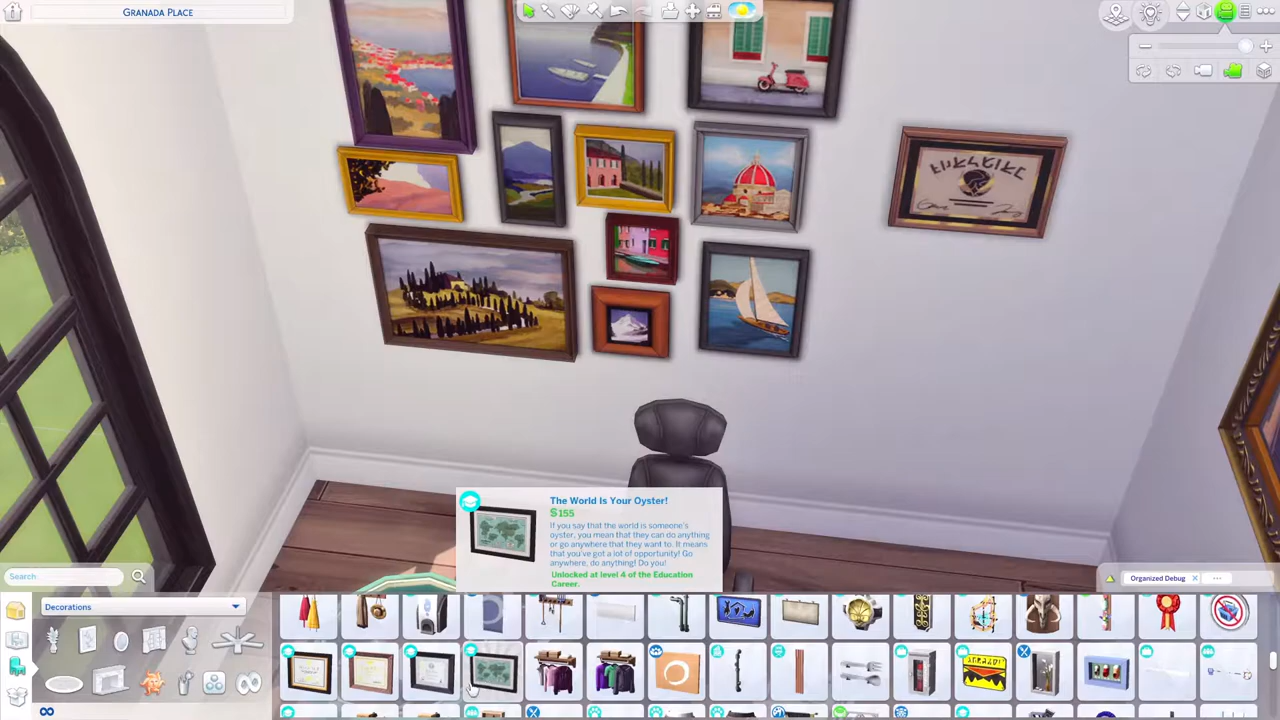 GRANADA PLACE
The World Is Your Oyster!
§155
If you say that the world is someone's
oyster, you mean that they can do anything
or go anywhere that they want to. It means
that you've got a lot of opportunity! Go
anywhere, do anything! Do you!
Unlocked at level 4 of the Education
Career.
Search
Organized Debug
Decorations